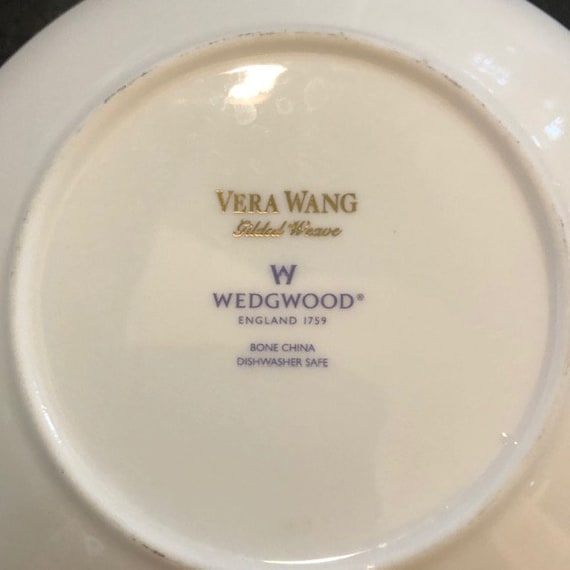 VERA WANG
Gilded Weave
W
WEDGWOOD®
ENGLAND 1759
BONE CHINA
DISHWASHER SAFE